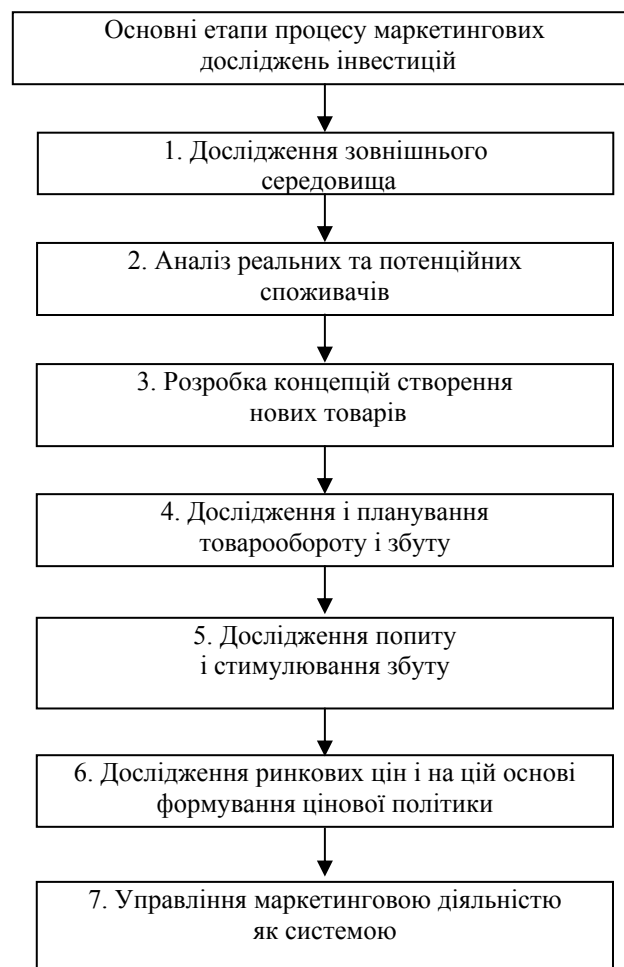 Основні етапи процесу маркетингових
досліджень інвестицій
1. Дослідження зовнішнього
середовища
2. Аналіз реальних та потенційних
споживачів
3. Розробка концепцій створення
нових товарів
4. Дослідження і планування
товарообороту і збуту
5. Дослідження попиту
і стимулювання збуту
6. Дослідження ринкових цін і на цій основі
формування цінової політики
7. Управління маркетинговою діяльністю
як системою